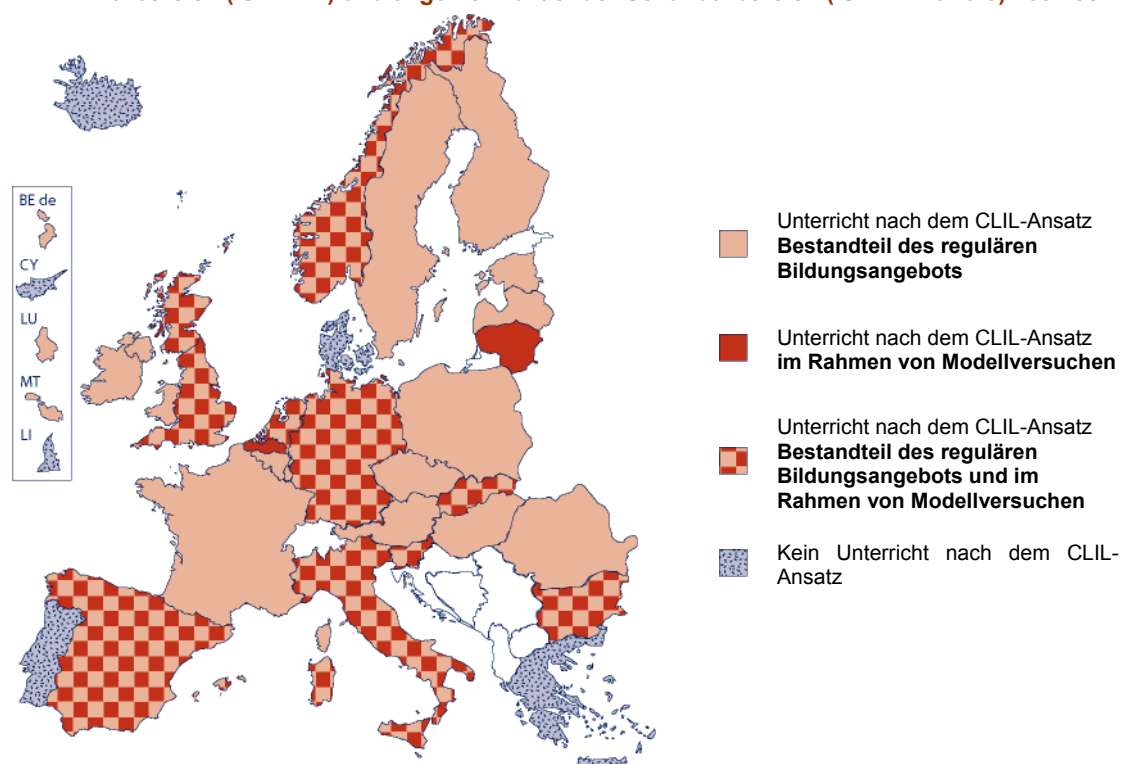 BE de
CY
LU
MT
LI
Unterricht nach dem CLIL-Ansatz
Bestandteil des regulären
Bildungsangebots
Unterricht nach dem CLIL-Ansatz
im Rahmen von Modellversuchen
Unterricht nach dem CLIL-Ansatz
Bestandteil des regulären
Bildungsangebots und im
Rahmen von Modellversuchen
Kein Unterricht nach dem CLIL-
Ansatz